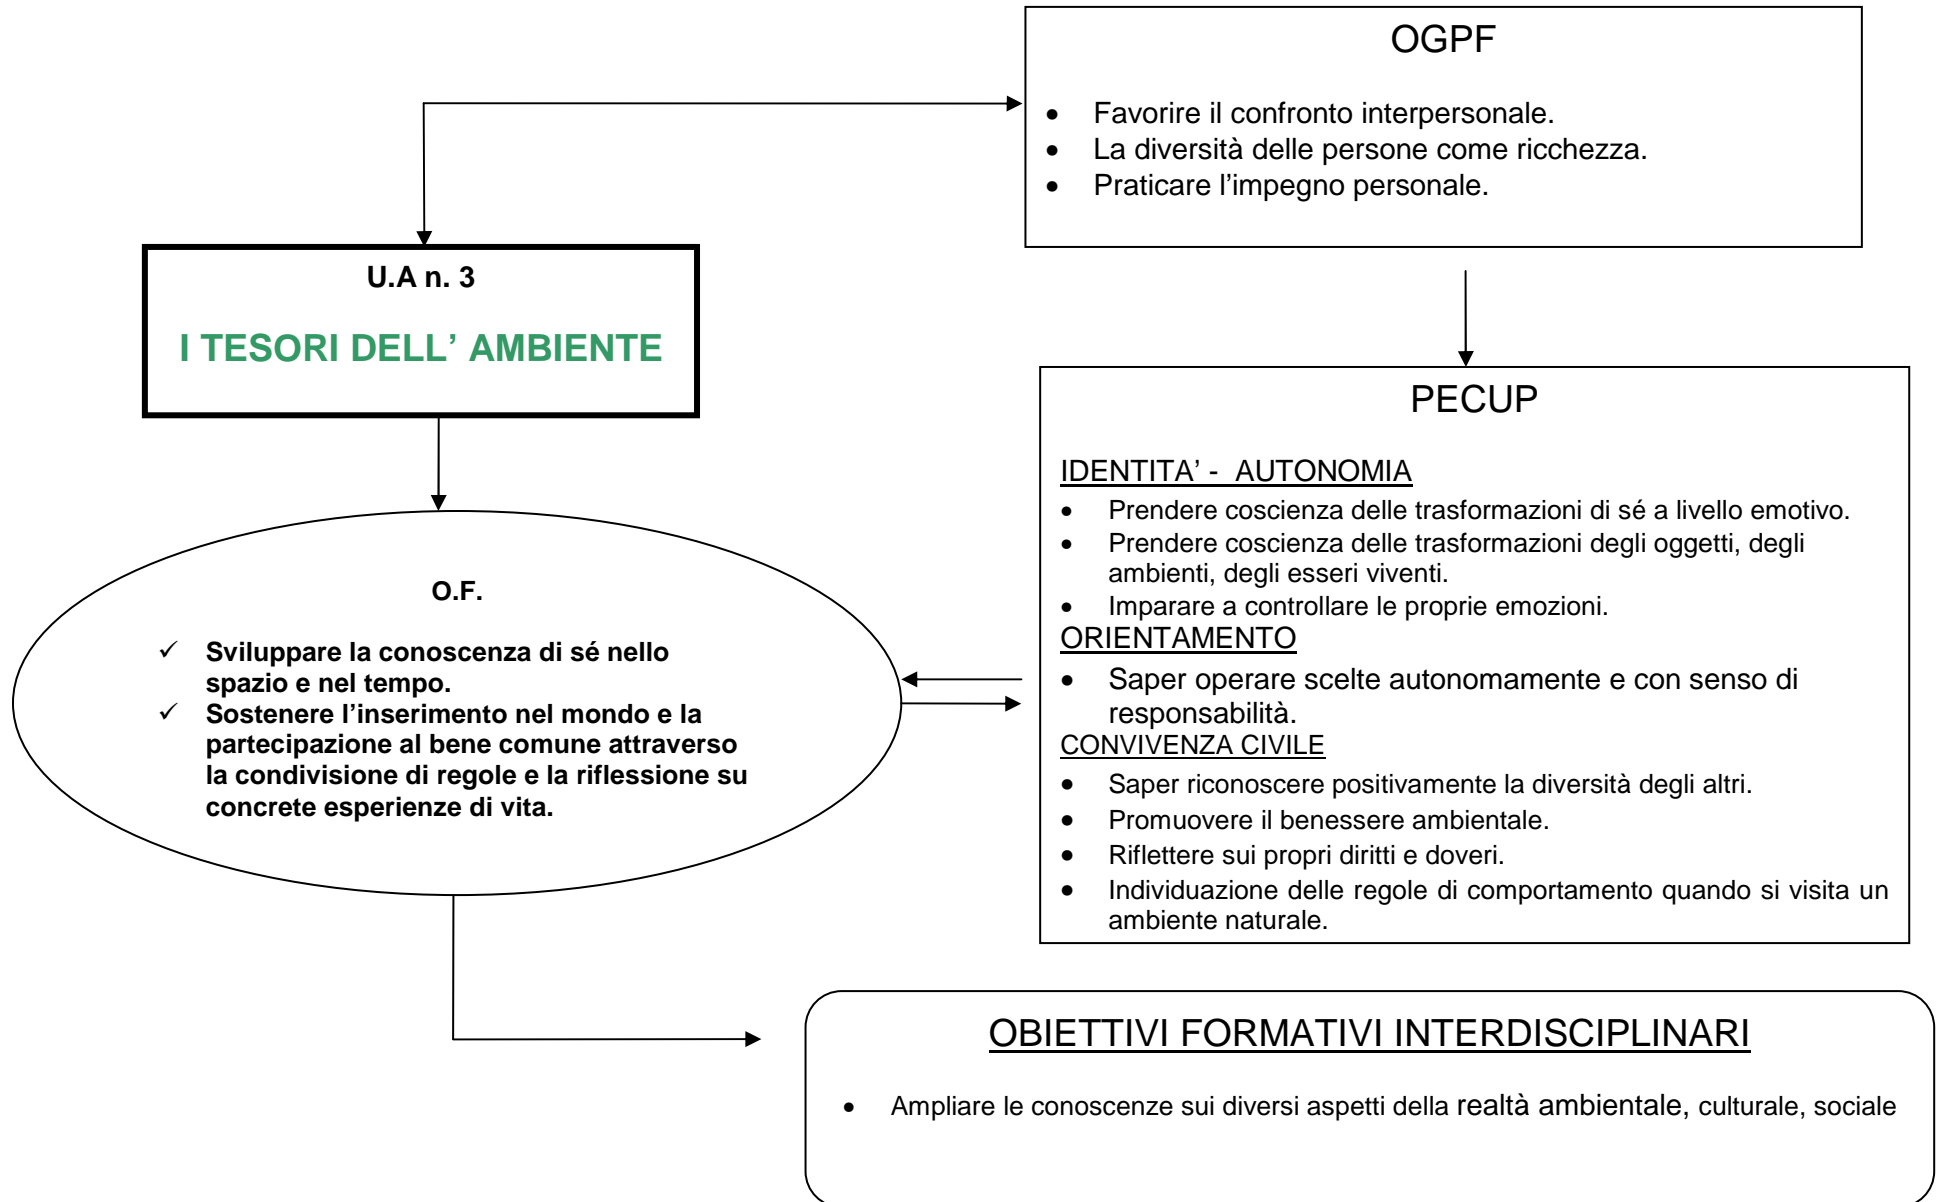 OGPF
• Favorire il confronto interpersonale.
• La diversità delle persone come ricchezza.
• Praticare l’impegno personale.
U.A n. 3
I TESORI DELL’ AMBIENTE
PECUP
IDENTITA’ - AUTONOMIA
• Prendere coscienza delle trasformazioni di sé a livello emotivo.
• Prendere coscienza delle trasformazioni degli oggetti, degli
ambienti, degli esseri viventi.
• Imparare a controllare le proprie emozioni.
ORIENTAMENTO
• Saper operare scelte autonomamente e con senso di
responsabilità.
CONVIVENZA CIVILE
• Saper riconoscere positivamente la diversità degli altri.
• Promuovere il benessere ambientale.
• Riflettere sui propri diritti e doveri.
• Individuazione delle regole di comportamento quando si visita un
ambiente naturale.
O.F.
✓ Sviluppare la conoscenza di sé nello
spazio e nel tempo.
✓ Sostenere l’inserimento nel mondo e la
partecipazione al bene comune attraverso
la condivisione di regole e la riflessione su
concrete esperienze di vita.
OBIETTIVI FORMATIVI INTERDISCIPLINARI
• Ampliare le conoscenze sui diversi aspetti della realtà ambientale, culturale, sociale